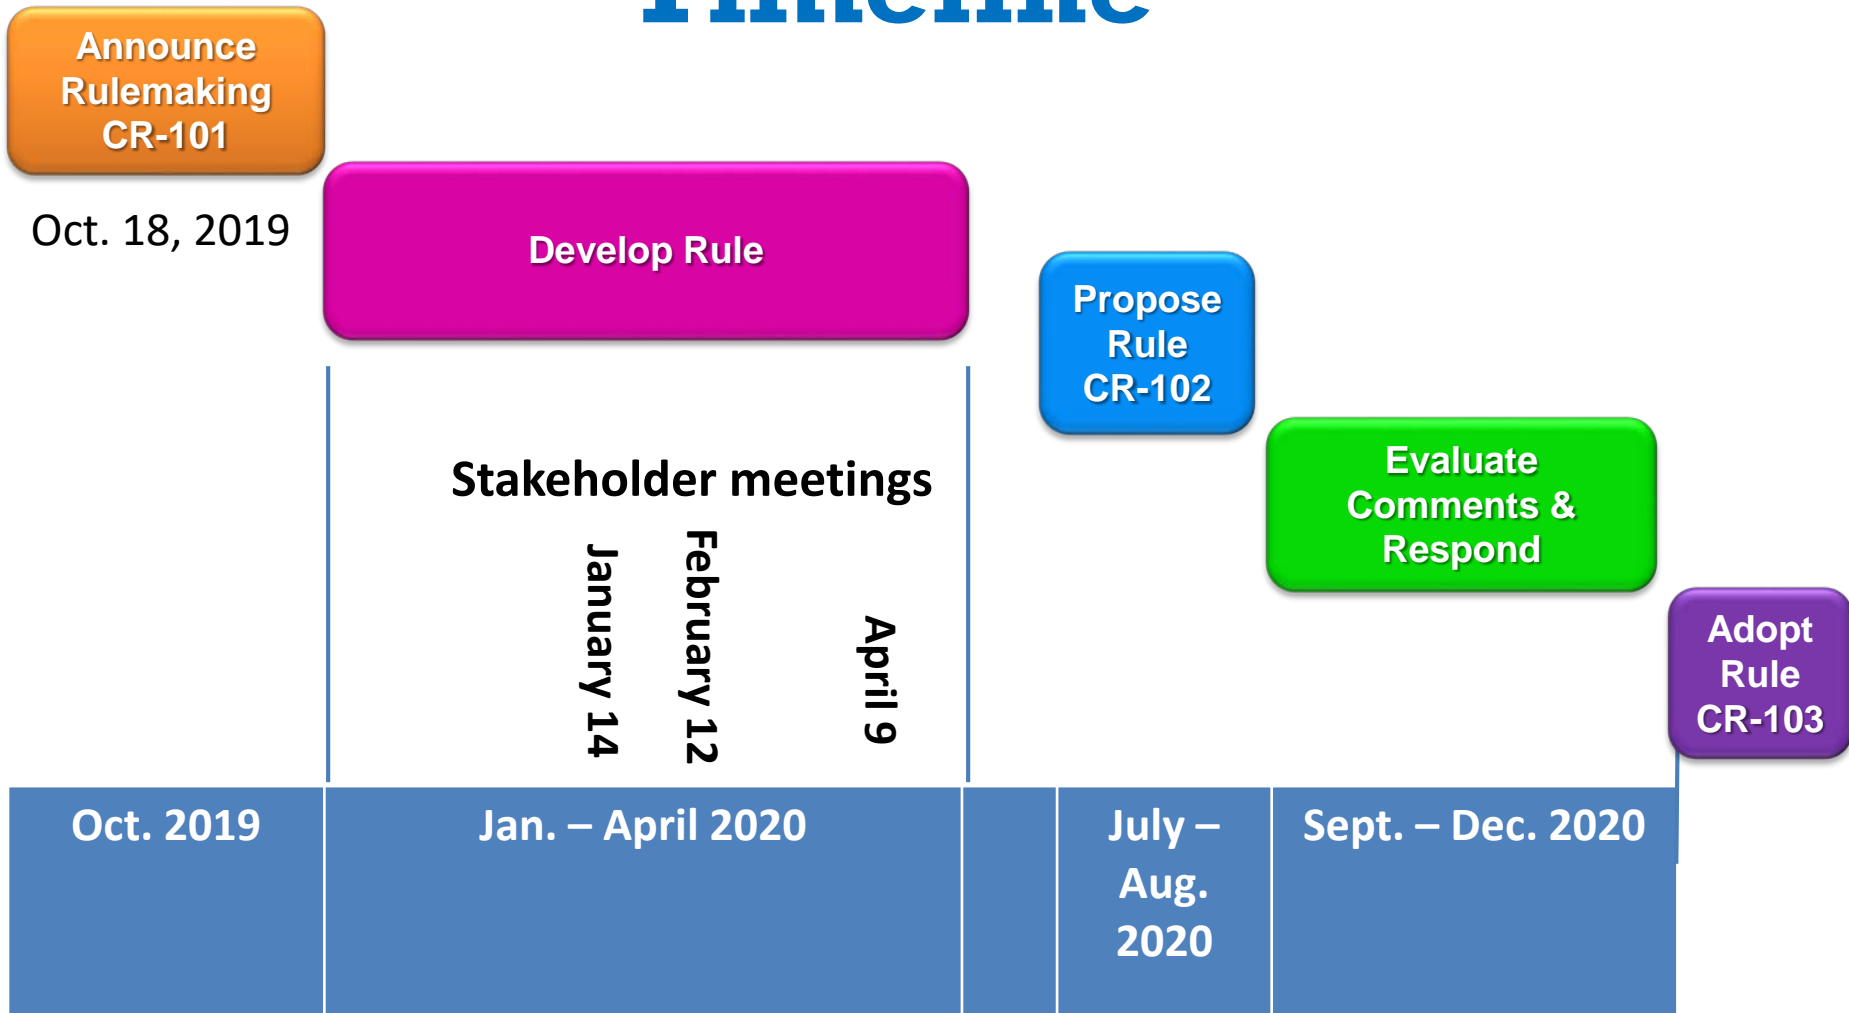 Timeline
Announce
Rulemaking
CR-101
Oct. 18, 2019
Develop Rule
Propose
Rule
CR-102
Stakeholder meetings
January 14
February 12
April 9
Evaluate
Comments &
Respond
Adopt
Rule
CR-103
Oct. 2019
Jan. – April 2020
July –
Aug.
2020
Sept. – Dec. 2020